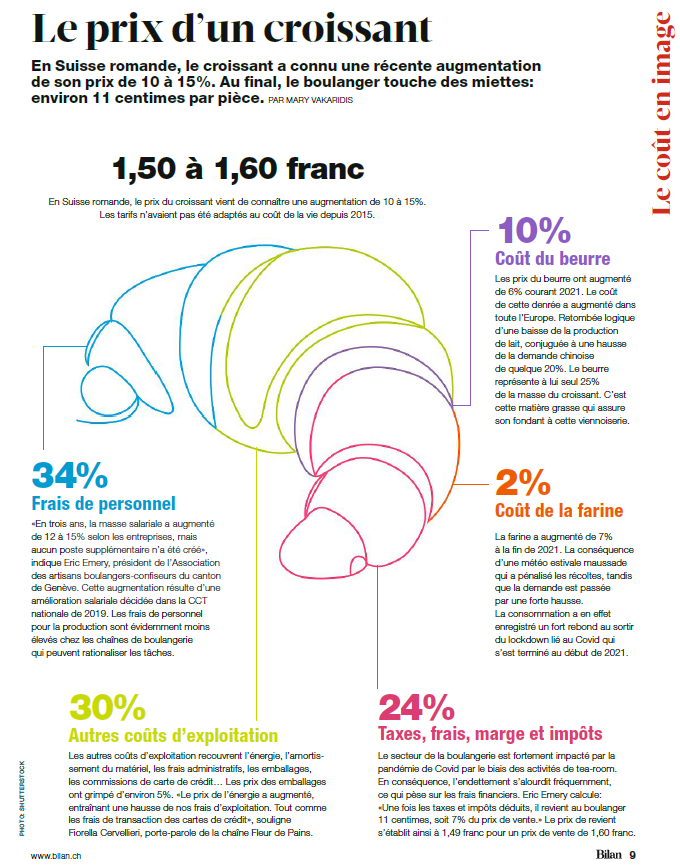 Le prix d'un croissant
Le coût en image
En Suisse romande, le croissant a connu une récente augmentation
de son prix de 10 à 15%. Au final, le boulanger touche des miettes:
environ 11 centimes par pièce. PAR MARY VAKARIDIS
1,50 à 1,60 franc
En Suisse romande, le prix du croissant vient de connaître une augmentation de 10 à 15%.
Les tarifs n'avaient pas été adaptés au coût de la vie depuis 2015.
10%
Coût du beurre
Les prix du beurre ont augmenté
de 6% courant 2021. Le coût
de cette denrée a augmenté dans
toute l'Europe. Retombée logique
d'une baisse de la production
de lait, conjuguée à une hausse
de la demande chinoise
de quelque 20%. Le beurre
représente à lui seul 25%
de la masse du croissant. C'est
cette matière grasse qui assure
son fondant à cette viennoiserie.
34%
Frais de personnel
«En trois ans, la masse salariale a augmenté
de 12 à 15% selon les entreprises, mais
aucun poste supplémentaire n'a été créé»,
indique Eric Emery, président de l'Association
des artisans boulangers-confiseurs du canton
de Genève. Cette augmentation résulte d'une
amélioration salariale décidée dans la CCT
nationale de 2019. Les frais de personnel
pour la production sont évidemment moins
élevés chez les chaînes de boulangerie
qui peuvent rationaliser les tâches.
2%
Coût de la farine
La farine a augmenté de 7%
à la fin de 2021. La conséquence
d'une météo estivale maussade
qui a pénalisé les récoltes, tandis
que la demande est passée
par une forte hausse.
La consommation a en effet
enregistré un fort rebond au sortir
du lockdown lié au Covid qui
s'est terminé au début de 2021.
30%
Autres coûts d'exploitation
Les autres coûts d'exploitation recouvrent l'énergie, l'amortis-
sement du matériel, les frais administratifs, les emballages,
les commissions de carte de crédit… Les prix des emballages
ont grimpé d'environ 5%. «Le prix de l'énergie a augmenté,
entraînant une hausse de nos frais d'exploitation. Tout comme
les frais de transaction des cartes de crédit», souligne
Fiorella Cervellieri, porte-parole de la chaîne Fleur de Pains.
24%
Taxes, frais, marge et impôts
Le secteur de la boulangerie est fortement impacté par la
pandémie de Covid par le biais des activités de tea-room.
En conséquence, l'endettement s'alourdit fréquemment,
ce qui pèse sur les frais financiers. Eric Emery calcule:
«Une fois les taxes et impôts déduits, il revient au boulanger
11 centimes, soit 7% du prix de vente.» Le prix de revient
s'établit ainsi à 1,49 franc pour un prix de vente de 1,60 franc.
PHOTO: SHUTTERSTOCK
www.bilan.ch
Bilan 9